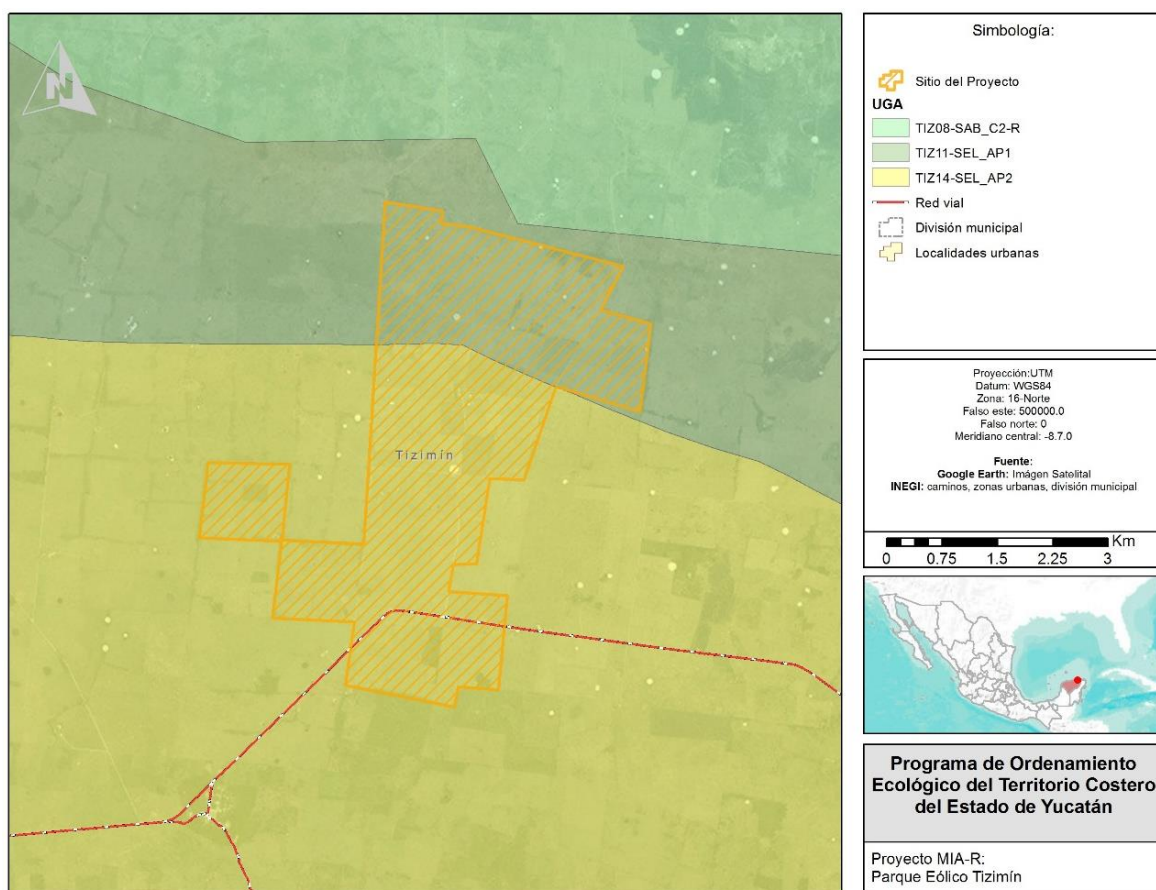 N
Tizimín
Simbología:
Sitio del Proyecto
UGA
TIZ08-SAB_C2-R
TIZ11-SEL_AP1
TIZ14-SEL_AP2
Red vial
División municipal
Localidades urbanas
Proyección:UTM
Datum: WGS84
Zona: 16-Norte
Falso este: 500000.0
Falso norte: 0
Meridiano central: -8.7.0
Fuente:
Google Earth: Imágen Satelital
INEGI: caminos, zonas urbanas, división municipal
Km
0 0.75 1.5 2.25 3
Programa de Ordenamiento
Ecológico del Territorio Costero
del Estado de Yucatán
Proyecto MIA-R:
Parque Eólico Tizimín